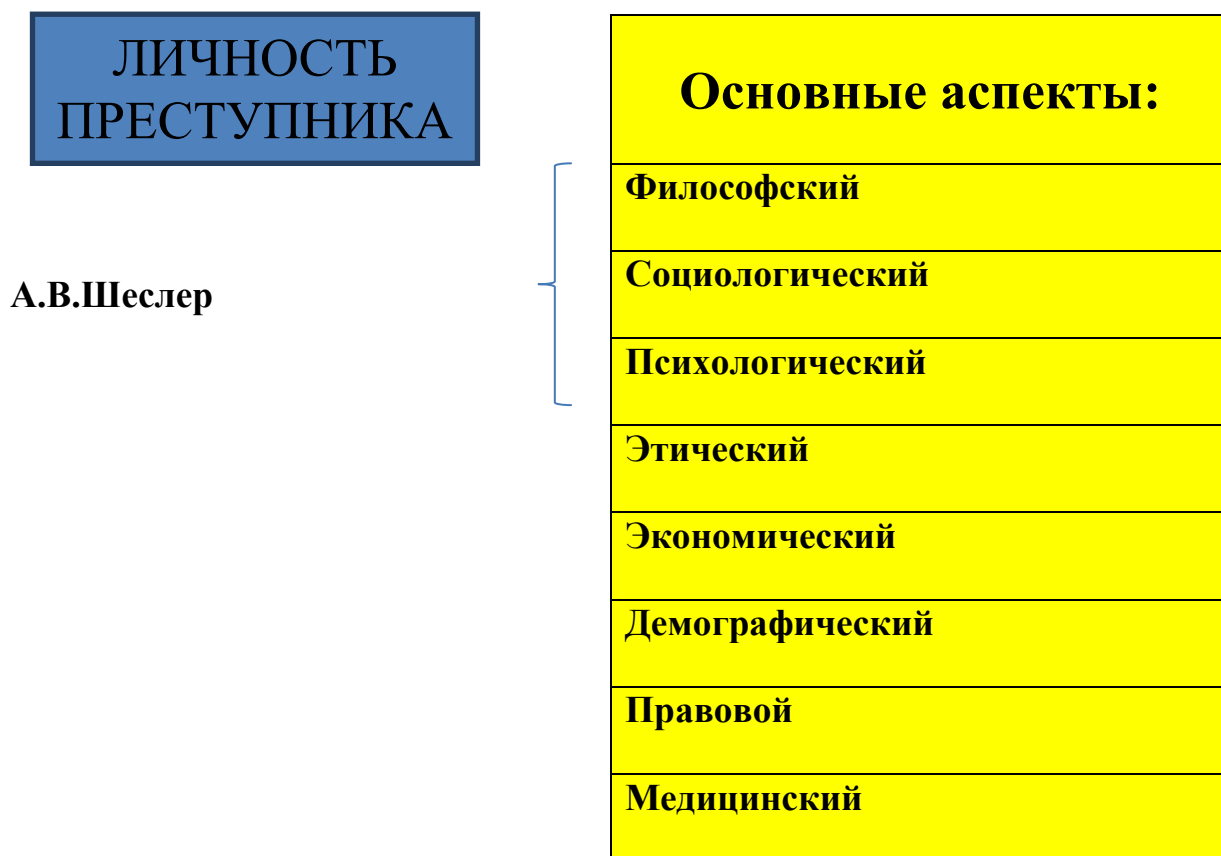 ЛИЧНОСТЬ
ПРЕСТУПНИКА
А.В.Шеслер
Основные аспекты:
Философский
Социологический
Психологический
Этический
Экономический
Демографический
Правовой
Медицинский